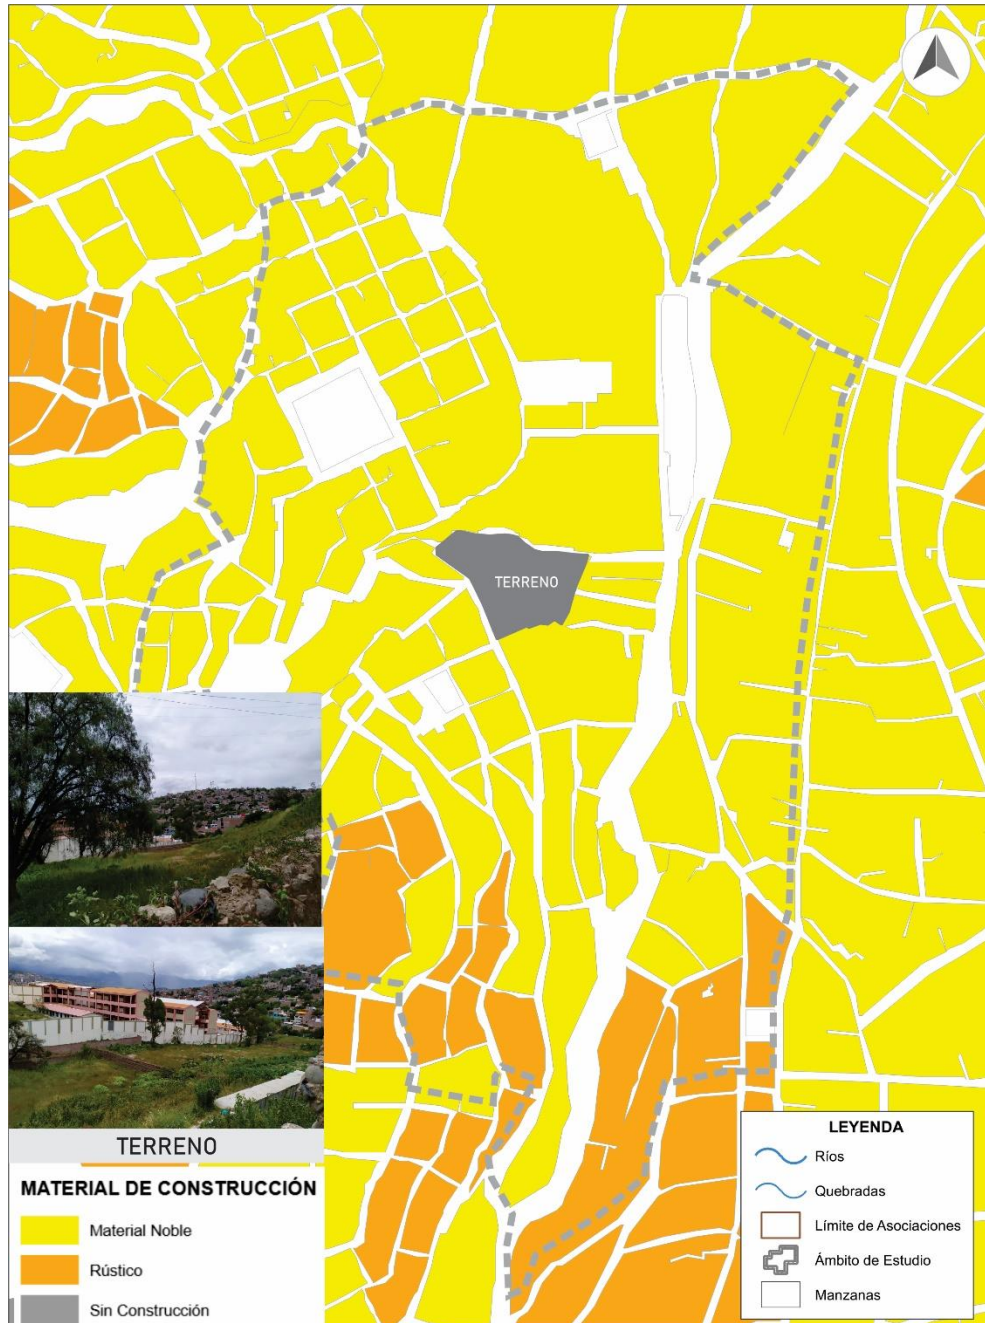 TERRENO
TERRENO
MATERIAL DE CONSTRUCCIÓN
Material Noble
Rústico
Sin Construcción
LEYENDA
Ríos
Quebradas
Límite de Asociaciones
Ámbito de Estudio
Manzanas